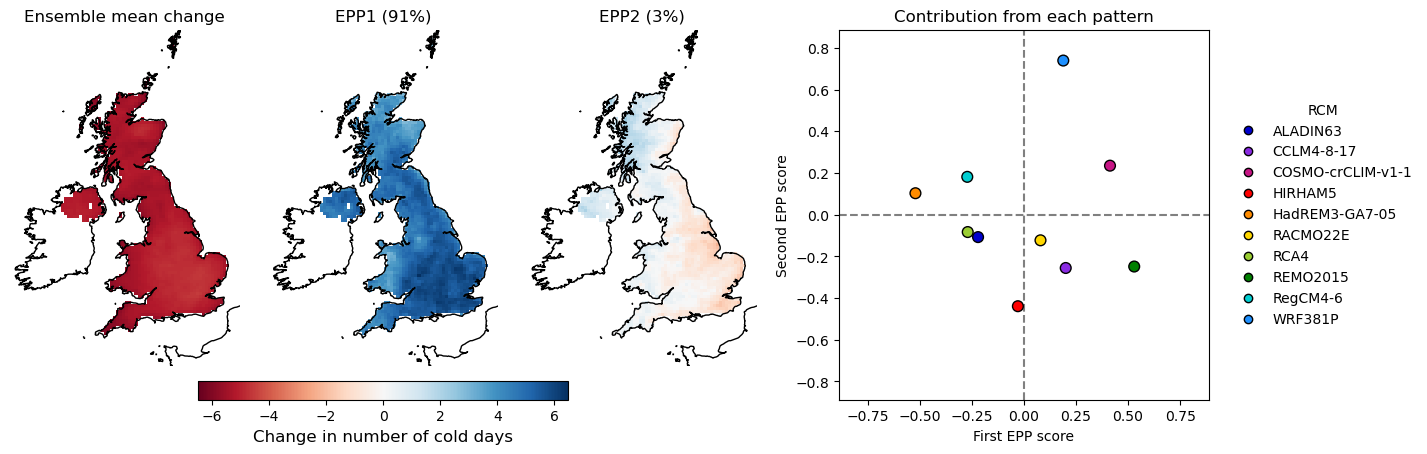 Ensemble mean change
EPP1 (91%)
EPP2 (3%)
−6 −4 −2 0 2 4 6
Change in number of cold days
Contribution from each pattern
0.8
0.6
0.4
0.2
0.0
−0.2
−0.4
−0.6
−0.8
Second EPP score
−0.75 −0.50 −0.25 0.00 0.25 0.50 0.75
First EPP score
RCM
ALADIN63
CCLM4-8-17
COSMO-crCLIM-v1-1
HIRHAM5
HadREM3-GA7-05
RACMO22E
RCA4
REMO2015
RegCM4-6
WRF381P